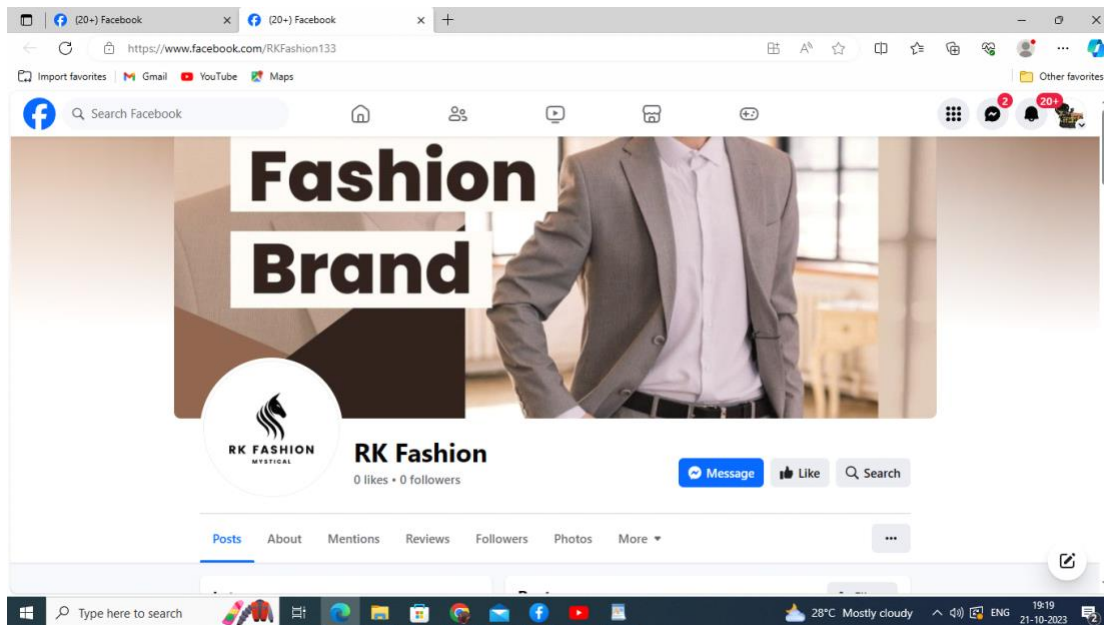 (20+) Facebook
(20+) Facebook
https://www.facebook.com/RKFashion133
Import favorites
Gmail
YouTube
Maps
Other favorites
Search Facebook
2
20+
Fashion
Brand
RK FASHION
MYSTICAL
RK Fashion
0 likes • 0 followers
Message
Like
Search
Posts
About
Mentions
Reviews
Followers
Photos
More
Type here to search
28°C Mostly cloudy
ENG
19:19
21-10-2023
2